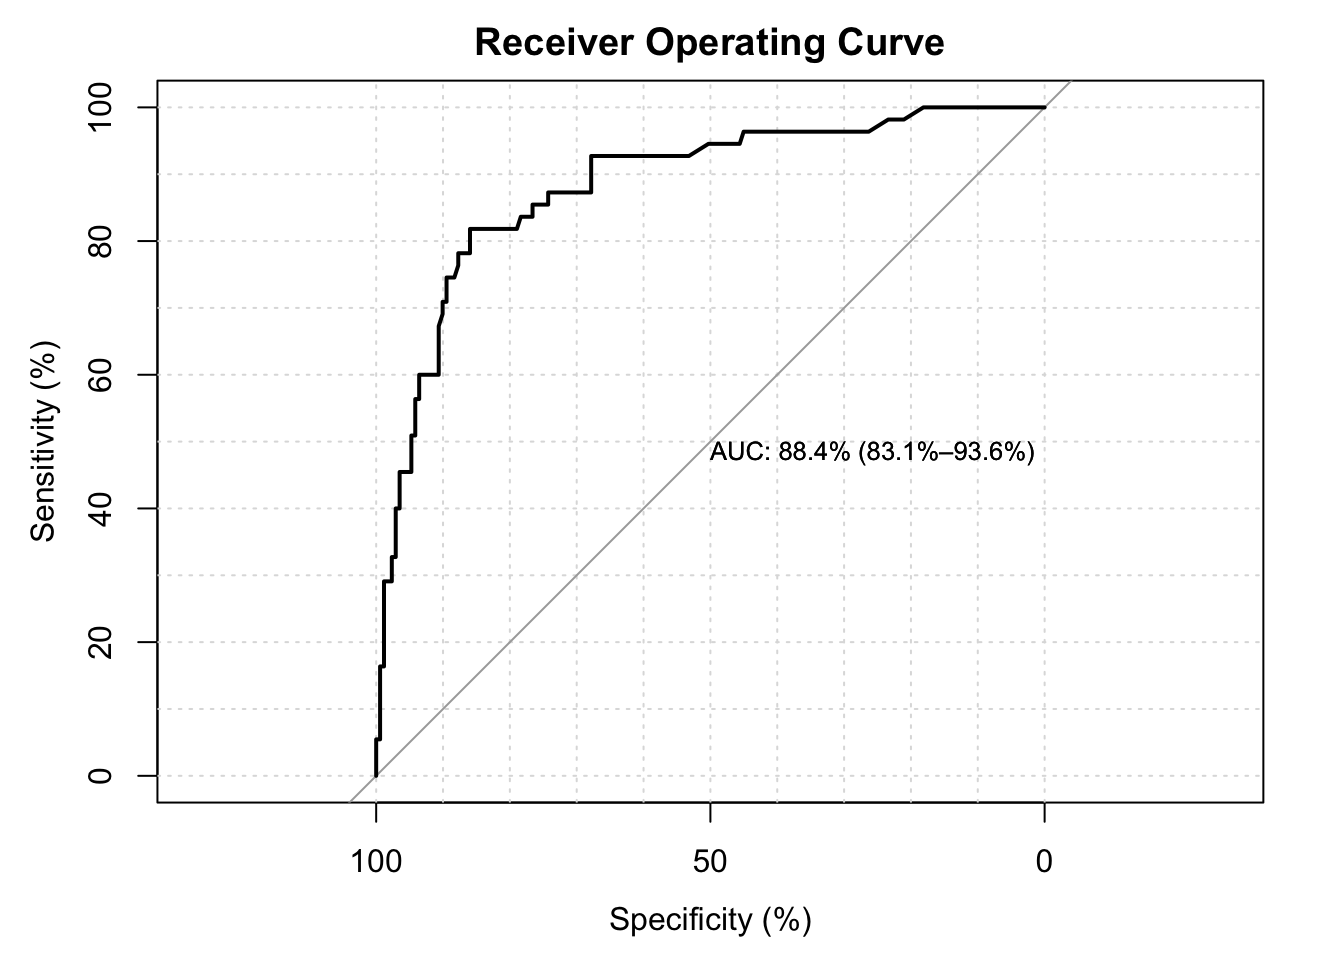 Receiver Operating Curve
Sensitivity (%)
100
80
60
40
20
0
AUC: 88.4% (83.1%–93.6%)
100
50
0
Specificity (%)